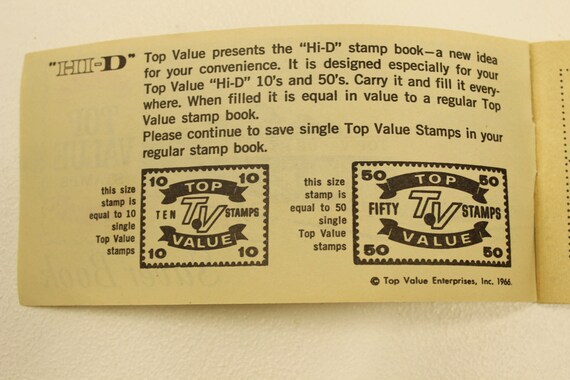 "HI-D" Top Value presents the "Hi-D" stamp book—a new idea
for your convenience. It is designed especially for your
Top Value "Hi-D" 10's and 50's. Carry it and fill it every-
where. When filled it is equal in value to a regular Top
Value stamp book.
Please continue to save single Top Value Stamps in your
regular stamp book.
this size
stamp is
equal to 10
single
Top Value
stamps
10 10
TOP
TEN TV STAMPS
VALUE
10 10
this size
stamp is
equal to 50
single
Top Value
stamps
50 50
TOP
FIFTY TV STAMPS
VALUE
50 50
© Top Value Enterprises, Inc. 1966.